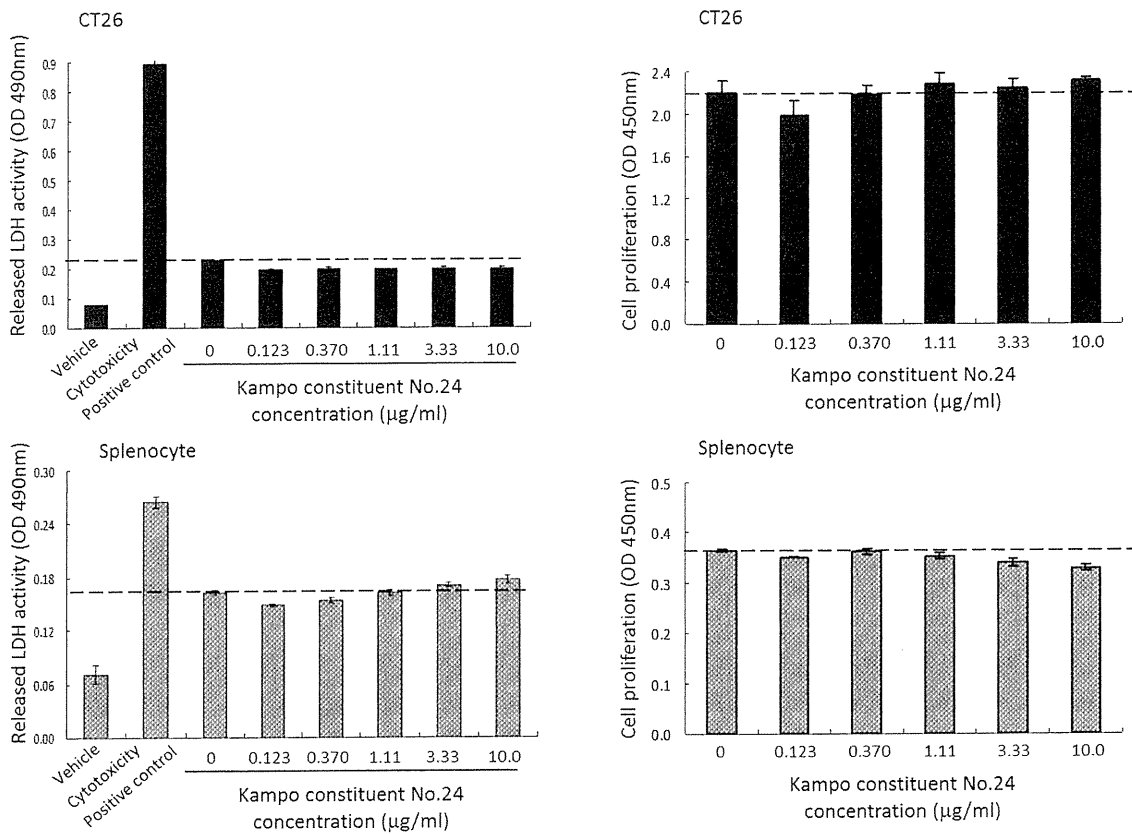 CT26
Released LDH activity (OD 490nm)
0.9
0.8
0.7
0.6
0.5
0.4
0.3
0.2
0.1
0.0
Vehicle
Cytotoxicity
Positive control
0 0.123 0.370 1.11 3.33 10.0
Kampo constituent No.24
concentration (μg/ml)
CT26
Cell proliferation (OD 450nm)
2.4
2.0
1.6
2.2
0.8
0.4
0.0
0 0.123 0.370 1.11 3.33 10.0
Kampo constituent No.24
concentration (μg/ml)
Splenocyte
Released LDH activity (OD 490nm)
0.30
0.24
0.18
0.12
0.06
0.00
Vehicle
Cytotoxicity
Positive control
0 0.123 0.370 1.11 3.33 10.0
Kampo constituent No.24
concentration (μg/ml)
Splenocyte
Cell proliferation (OD 450nm)
0.5
0.4
0.3
0.2
0.1
0.0
0 0.123 0.370 1.11 3.33 10.0
Kampo constituent No.24
concentration (μg/ml)